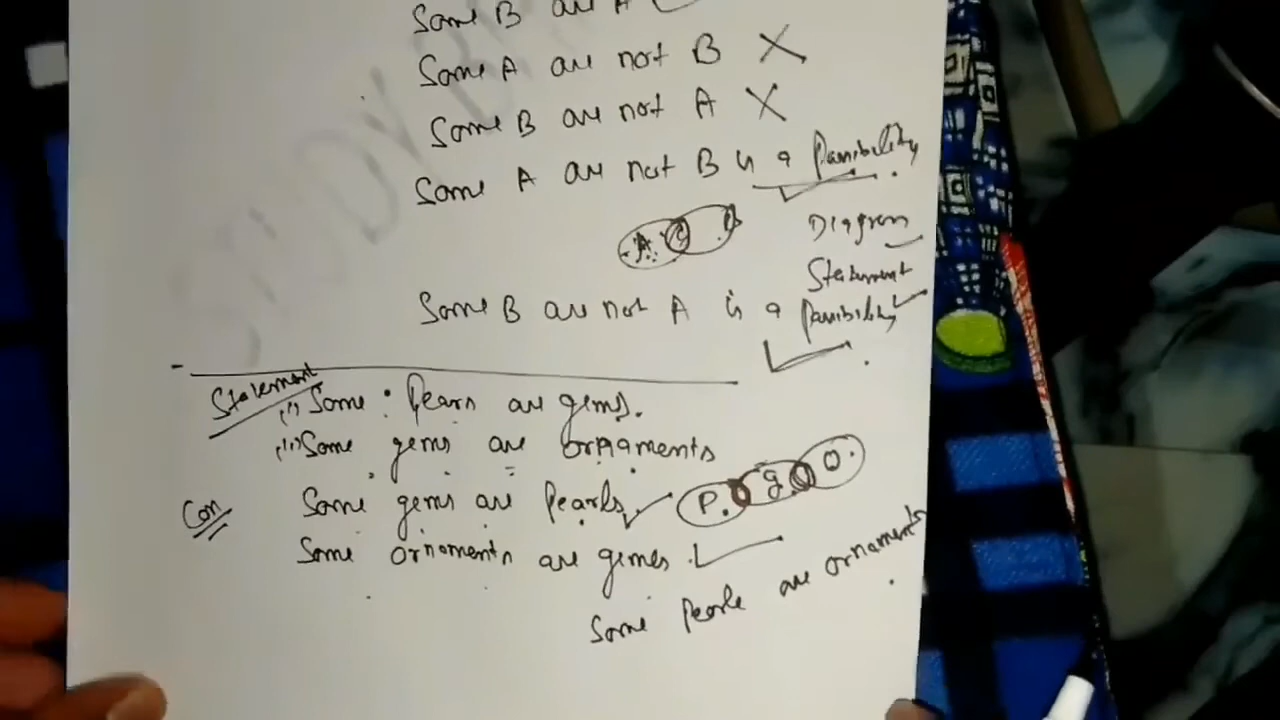 Some B are A
Some A are not B X
Some B are not A X
Some A are not B is a Possibility.
A C B
Diagram
Statement
Some B are not A is a Possibility
Statement
(i) Some Pearls are gems.
(ii) Some gems are ornaments
P. g. O.
Con
Some gems are Pearls
Some ornaments are gemes.
Some Pearls are ornaments